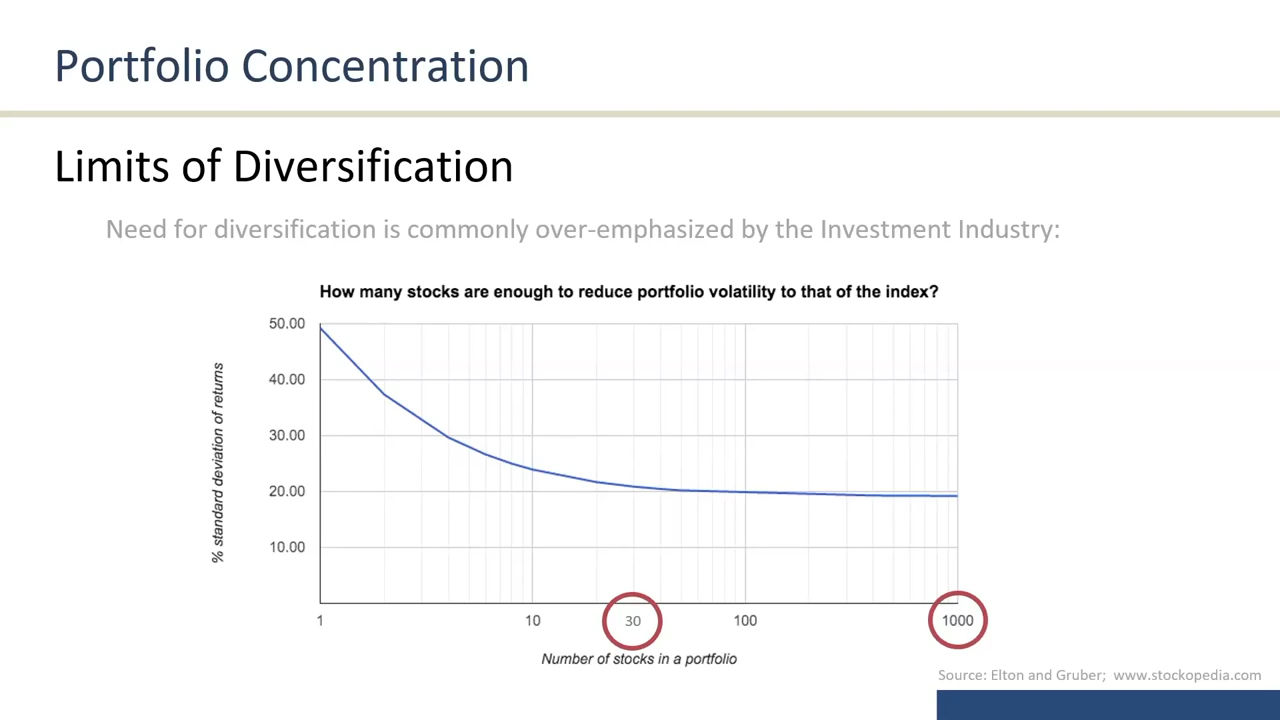 Portfolio Concentration
Limits of Diversification
Need for diversification is commonly over-emphasized by the Investment Industry:
How many stocks are enough to reduce portfolio volatility to that of the index?
% standard deviation of returns
50.00
40.00
30.00
20.00
10.00
1 10 30 100 1000
Number of stocks in a portfolio
Source: Elton and Gruber; www.stockopedia.com